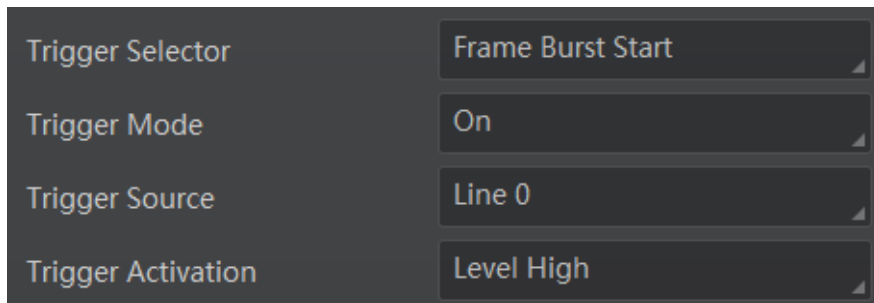 Trigger Selector Frame Burst Start
Trigger Mode On
Trigger Source Line 0
Trigger Activation Level High